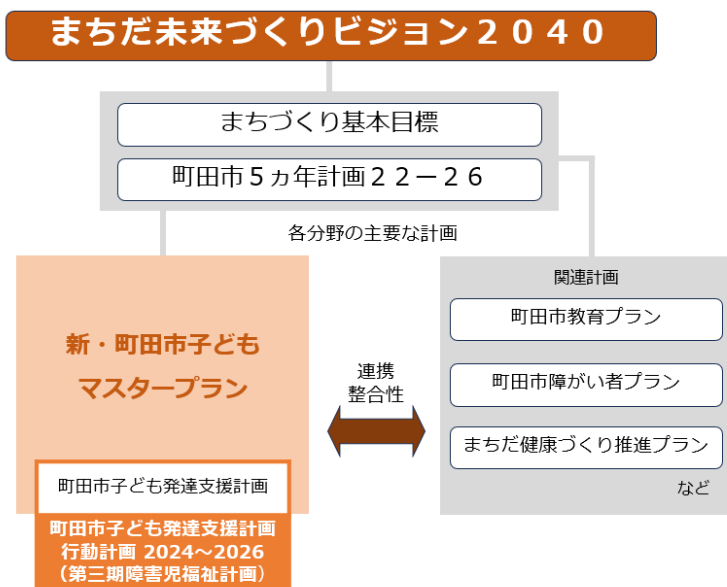 まちだ未来づくりビジョン２０４０
まちづくり基本目標
町田市５ヵ年計画２２ー２６
各分野の主要な計画
新・町田市子ども
マスタープラン
町田市子ども発達支援計画
町田市子ども発達支援計画
行動計画 2024～2026
（第三期障害児福祉計画）
連携
整合性
関連計画
町田市教育プラン
町田市障がい者プラン
まちだ健康づくり推進プラン
など